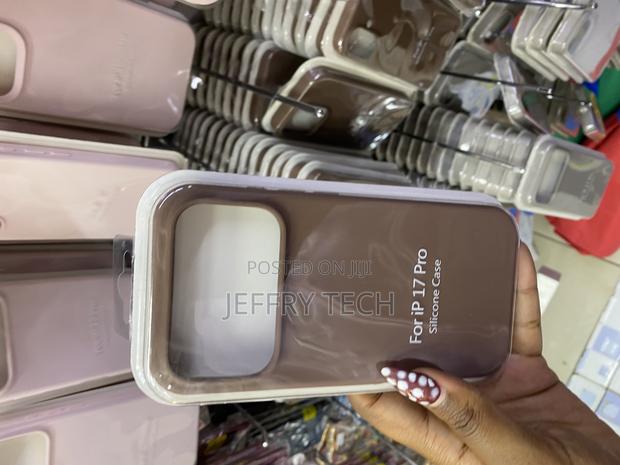 POSTED ON JIJI
JEFFRY TECH
For iP 17 Pro
Silicone Case